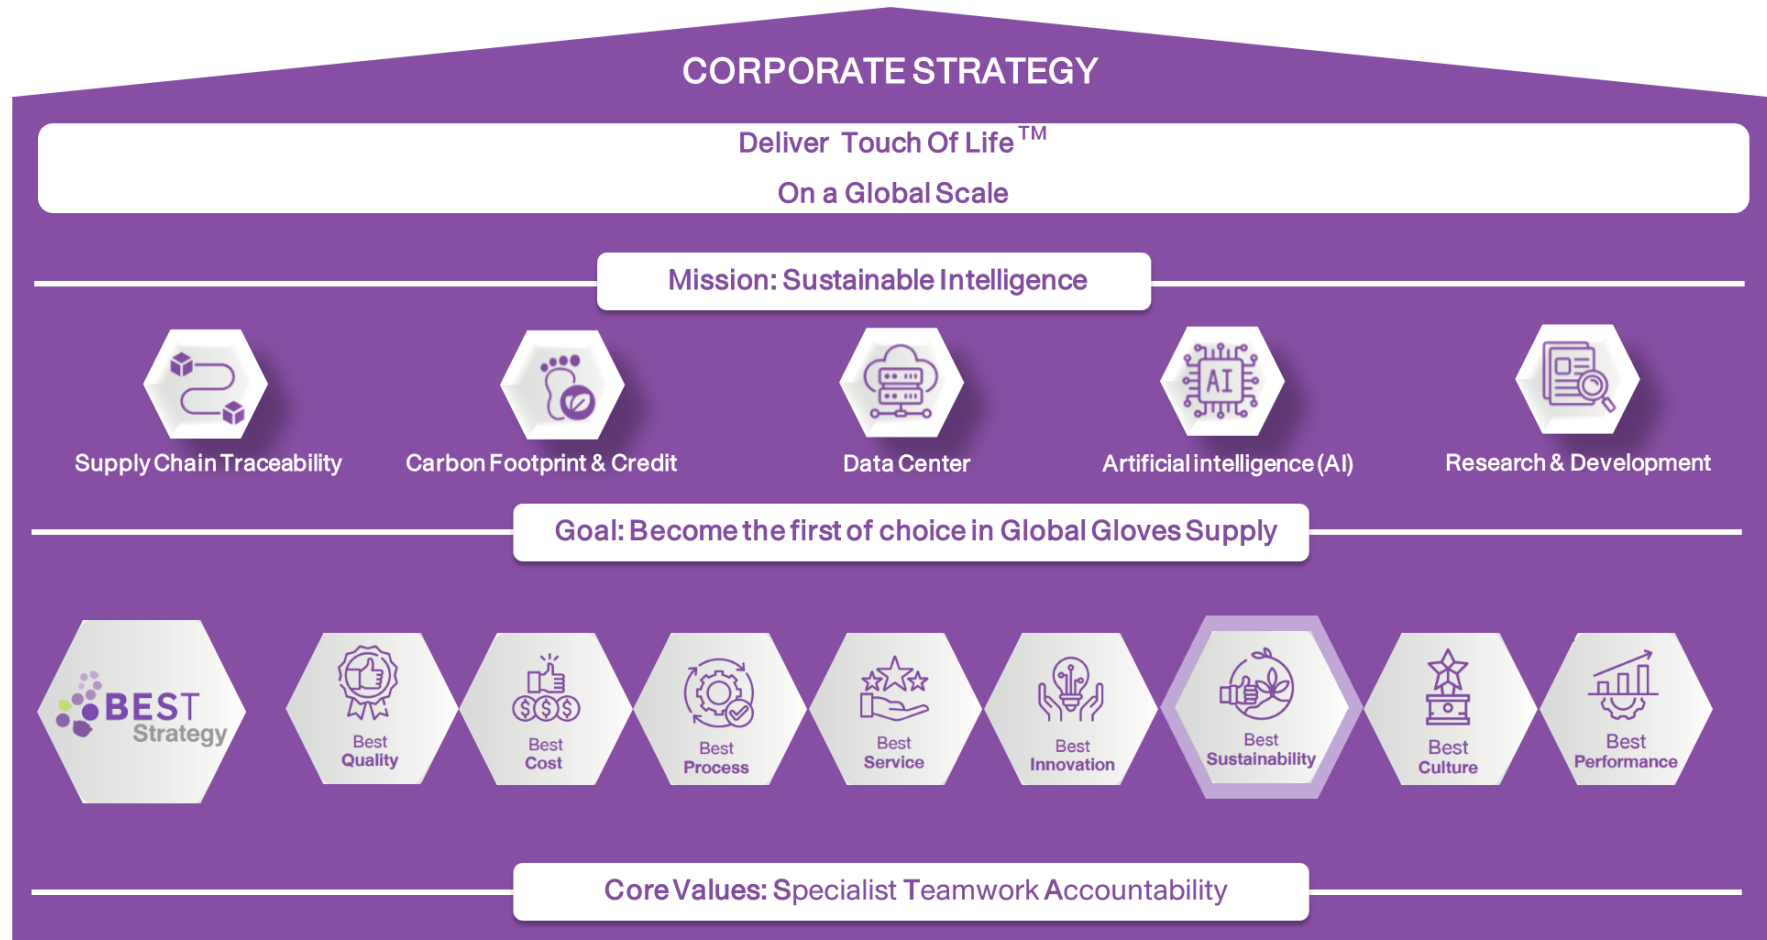 CORPORATE STRATEGY
Deliver Touch Of Life™
On a Global Scale
Mission: Sustainable Intelligence
AI
Supply Chain Traceability
Carbon Footprint & Credit
Data Center
Artificial intelligence (AI)
Research & Development
Goal: Become the first of choice in Global Gloves Supply
BEST
Strategy
Best
Quality
$ $ $
Best
Cost
Best
Process
Best
Service
Best
Innovation
Best
Sustainability
Best
Culture
Best
Performance
Core Values: Specialist Teamwork Accountability